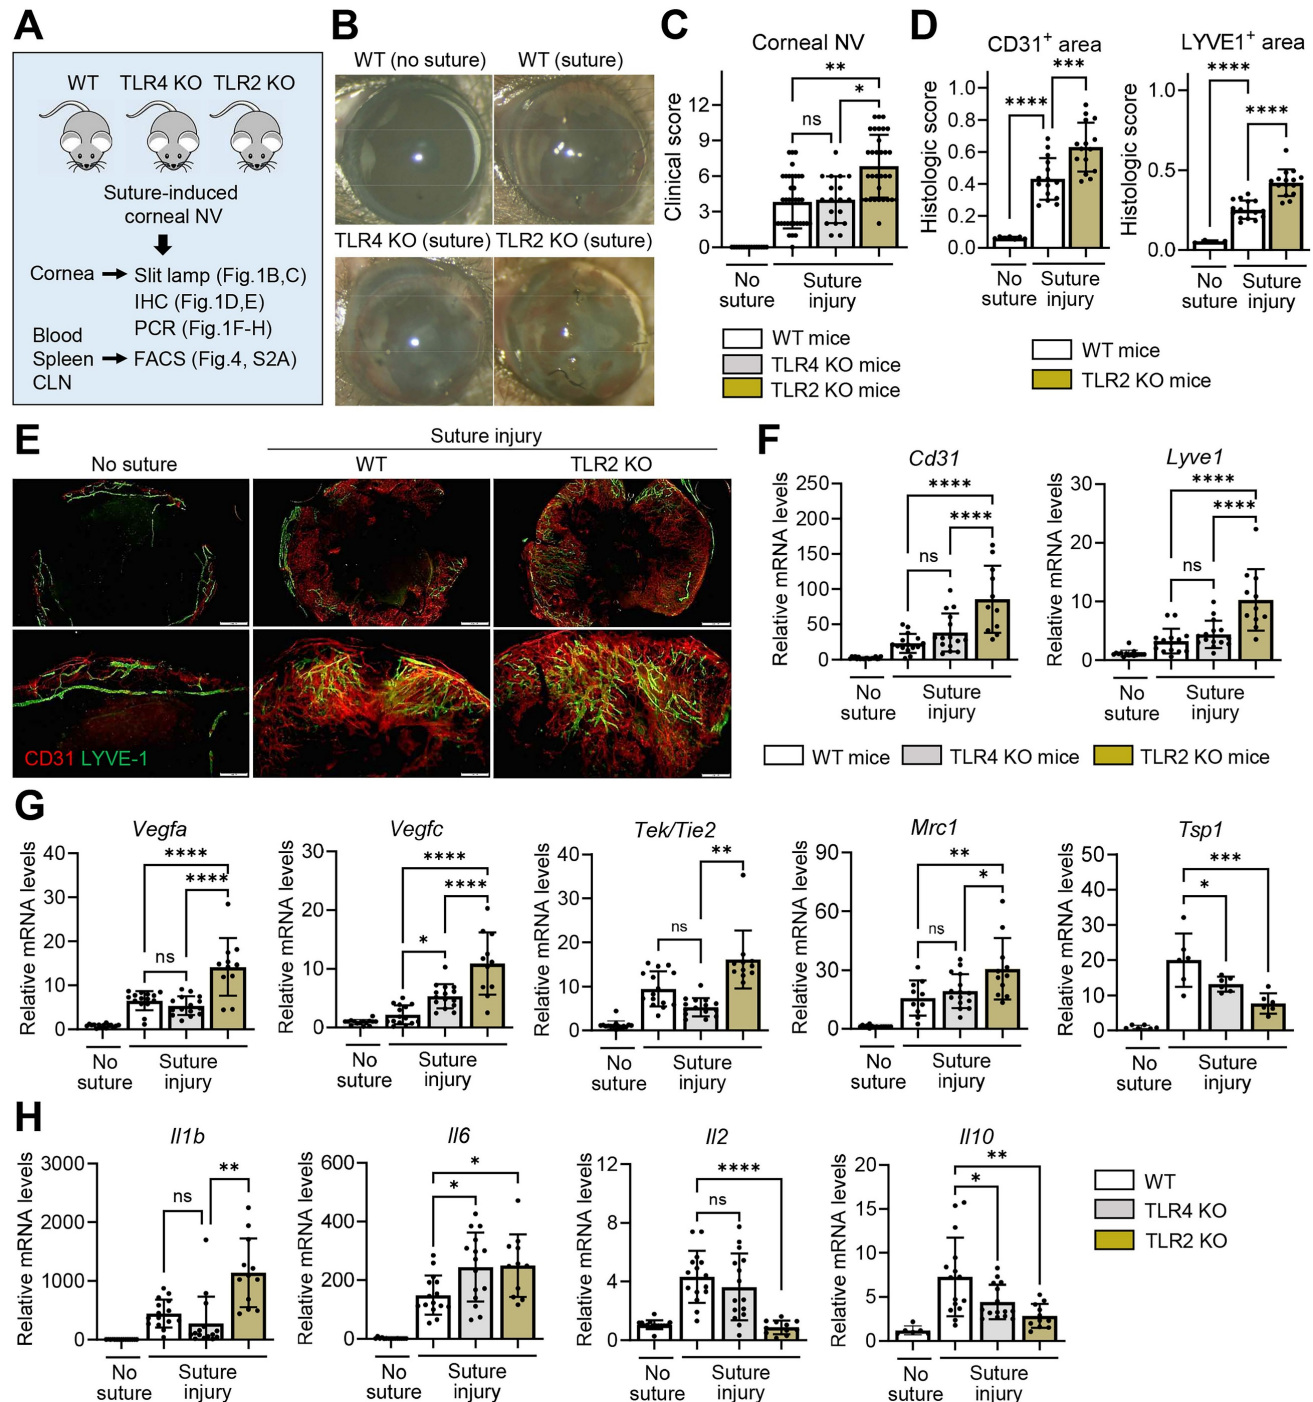 A
WT TLR4 KO TLR2 KO
Suture-induced
corneal NV
Cornea Slit lamp (Fig.1B,C)
IHC (Fig.1D,E)
PCR (Fig.1F-H)
Blood
Spleen FACS (Fig.4, S2A)
CLN
B
WT (no suture) WT (suture)
TLR4 KO (suture) TLR2 KO (suture)
C
Corneal NV
Clinical score
12
9
6
3
0
**
*
ns
No
suture
Suture
injury
WT mice
TLR4 KO mice
TLR2 KO mice
D
CD31+ area
Histologic score
1.0
0.8
0.6
0.4
0.2
0.0
***
****
No
suture
Suture
injury
LYVE1+ area
Histologic score
1.0
0.5
0.0
****
****
No
suture
Suture
injury
WT mice
TLR2 KO mice
E
Suture injury
No suture WT TLR2 KO
CD31 LYVE-1
F
Cd31
Relative mRNA levels
250
200
150
100
50
0
****
****
ns
No
suture
Suture
injury
Lyve1
Relative mRNA levels
30
20
10
0
****
****
ns
No
suture
Suture
injury
WT mice TLR4 KO mice TLR2 KO mice
G
Vegfa
Relative mRNA levels
40
30
20
10
0
****
****
ns
No
suture
Suture
injury
Vegfc
Relative mRNA levels
30
20
10
0
****
****
*
No
suture
Suture
injury
Tek/Tie2
Relative mRNA levels
40
30
20
10
0
**
ns
No
suture
Suture
injury
Mrc1
Relative mRNA levels
90
60
30
0
**
*
ns
No
suture
Suture
injury
Tsp1
Relative mRNA levels
50
40
30
20
10
0
***
*
No
suture
Suture
injury
H
Il1b
Relative mRNA levels
3000
2000
1000
0
**
ns
No
suture
Suture
injury
Il6
Relative mRNA levels
600
400
200
0
*
*
No
suture
Suture
injury
Il2
Relative mRNA levels
12
8
4
0
****
ns
No
suture
Suture
injury
Il10
Relative mRNA levels
20
15
10
5
0
**
*
No
suture
Suture
injury
WT
TLR4 KO
TLR2 KO